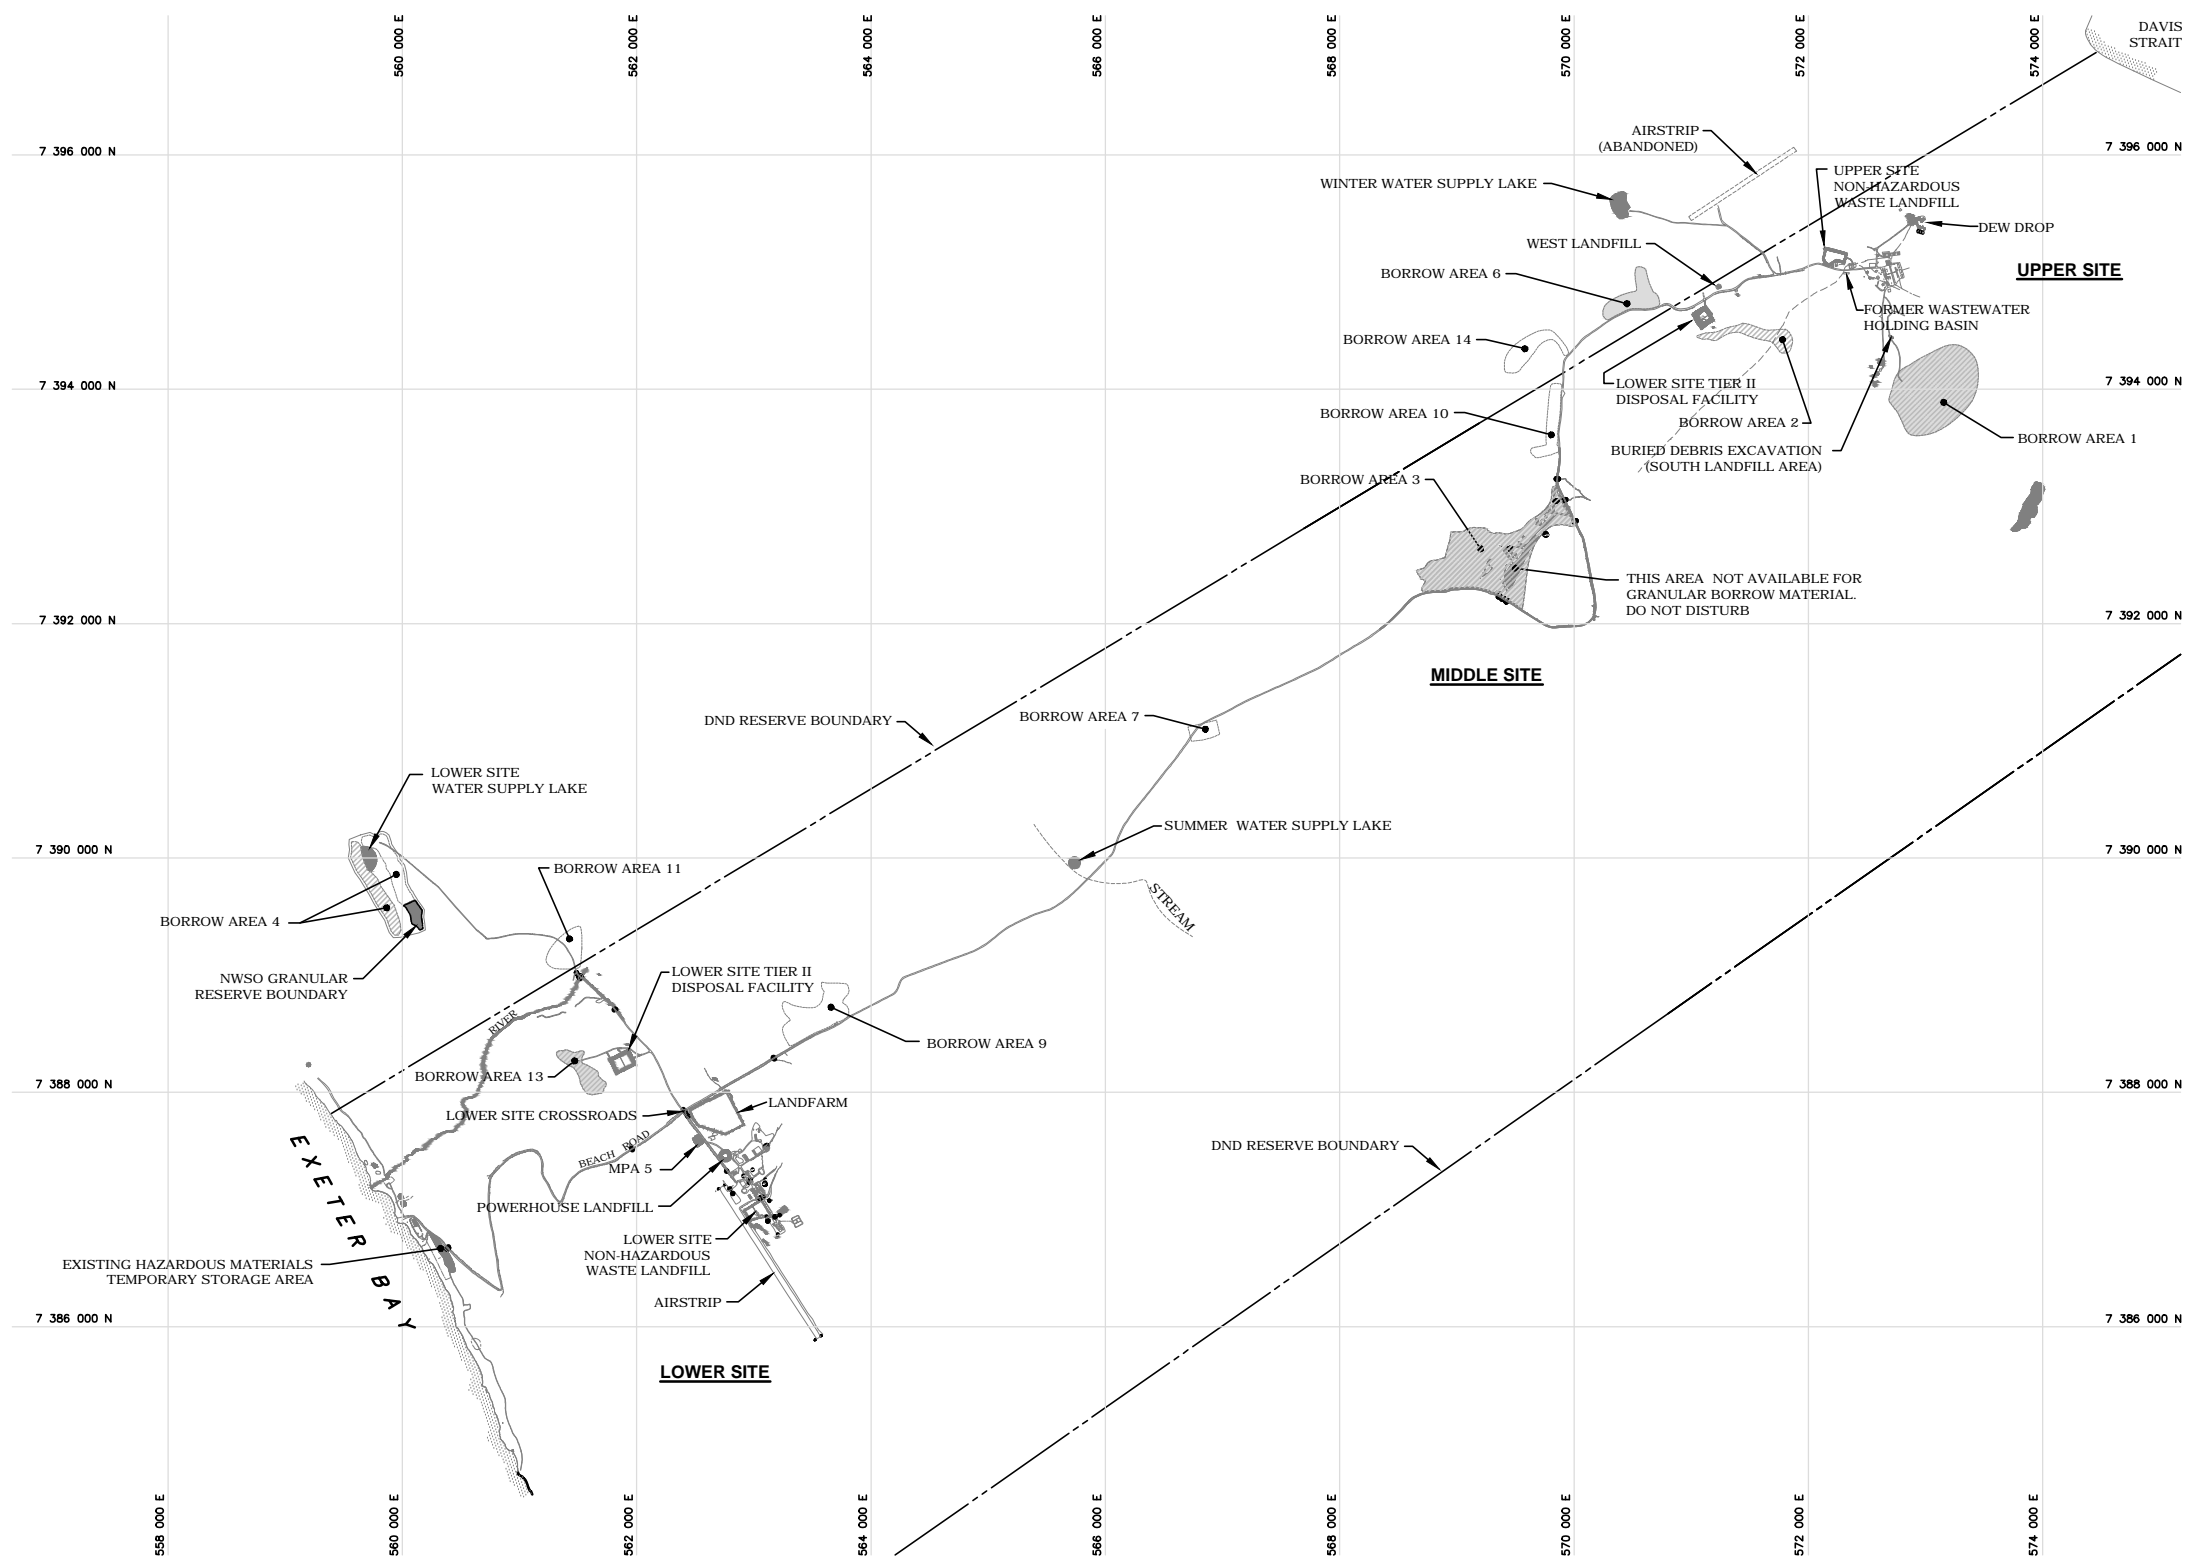 560 000 E
562 000 E
564 000 E
566 000 E
568 000 E
570 000 E
572 000 E
574 000 E
DAVIS
STRAIT
7 396 000 N
7 396 000 N
AIRSTRIP
(ABANDONED)
WINTER WATER SUPPLY LAKE
UPPER SITE
NON-HAZARDOUS
WASTE LANDFILL
DEW DROP
WEST LANDFILL
BORROW AREA 6
UPPER SITE
FORMER WASTEWATER
HOLDING BASIN
BORROW AREA 14
7 394 000 N
7 394 000 N
LOWER SITE TIER II
DISPOSAL FACILITY
BORROW AREA 10
BORROW AREA 2
BORROW AREA 1
BURIED DEBRIS EXCAVATION
(SOUTH LANDFILL AREA)
BORROW AREA 3
THIS AREA  NOT AVAILABLE FOR
GRANULAR BORROW MATERIAL.
DO NOT DISTURB
7 392 000 N
7 392 000 N
MIDDLE SITE
DND RESERVE BOUNDARY
BORROW AREA 7
LOWER SITE
WATER SUPPLY LAKE
SUMMER  WATER SUPPLY LAKE
7 390 000 N
7 390 000 N
BORROW AREA 11
STREAM
BORROW AREA 4
NWSO GRANULAR
RESERVE BOUNDARY
LOWER SITE TIER II
DISPOSAL FACILITY
RIVER
BORROW AREA 9
BORROW AREA 13
7 388 000 N
7 388 000 N
LANDFARM
LOWER SITE CROSSROADS
BEACH ROAD
MPA 5
DND RESERVE BOUNDARY
EXETER BAY
POWERHOUSE LANDFILL
LOWER SITE
NON-HAZARDOUS
WASTE LANDFILL
EXISTING HAZARDOUS MATERIALS
TEMPORARY STORAGE AREA
AIRSTRIP
7 386 000 N
7 386 000 N
LOWER SITE
558 000 E
560 000 E
562 000 E
564 000 E
566 000 E
568 000 E
570 000 E
572 000 E
574 000 E